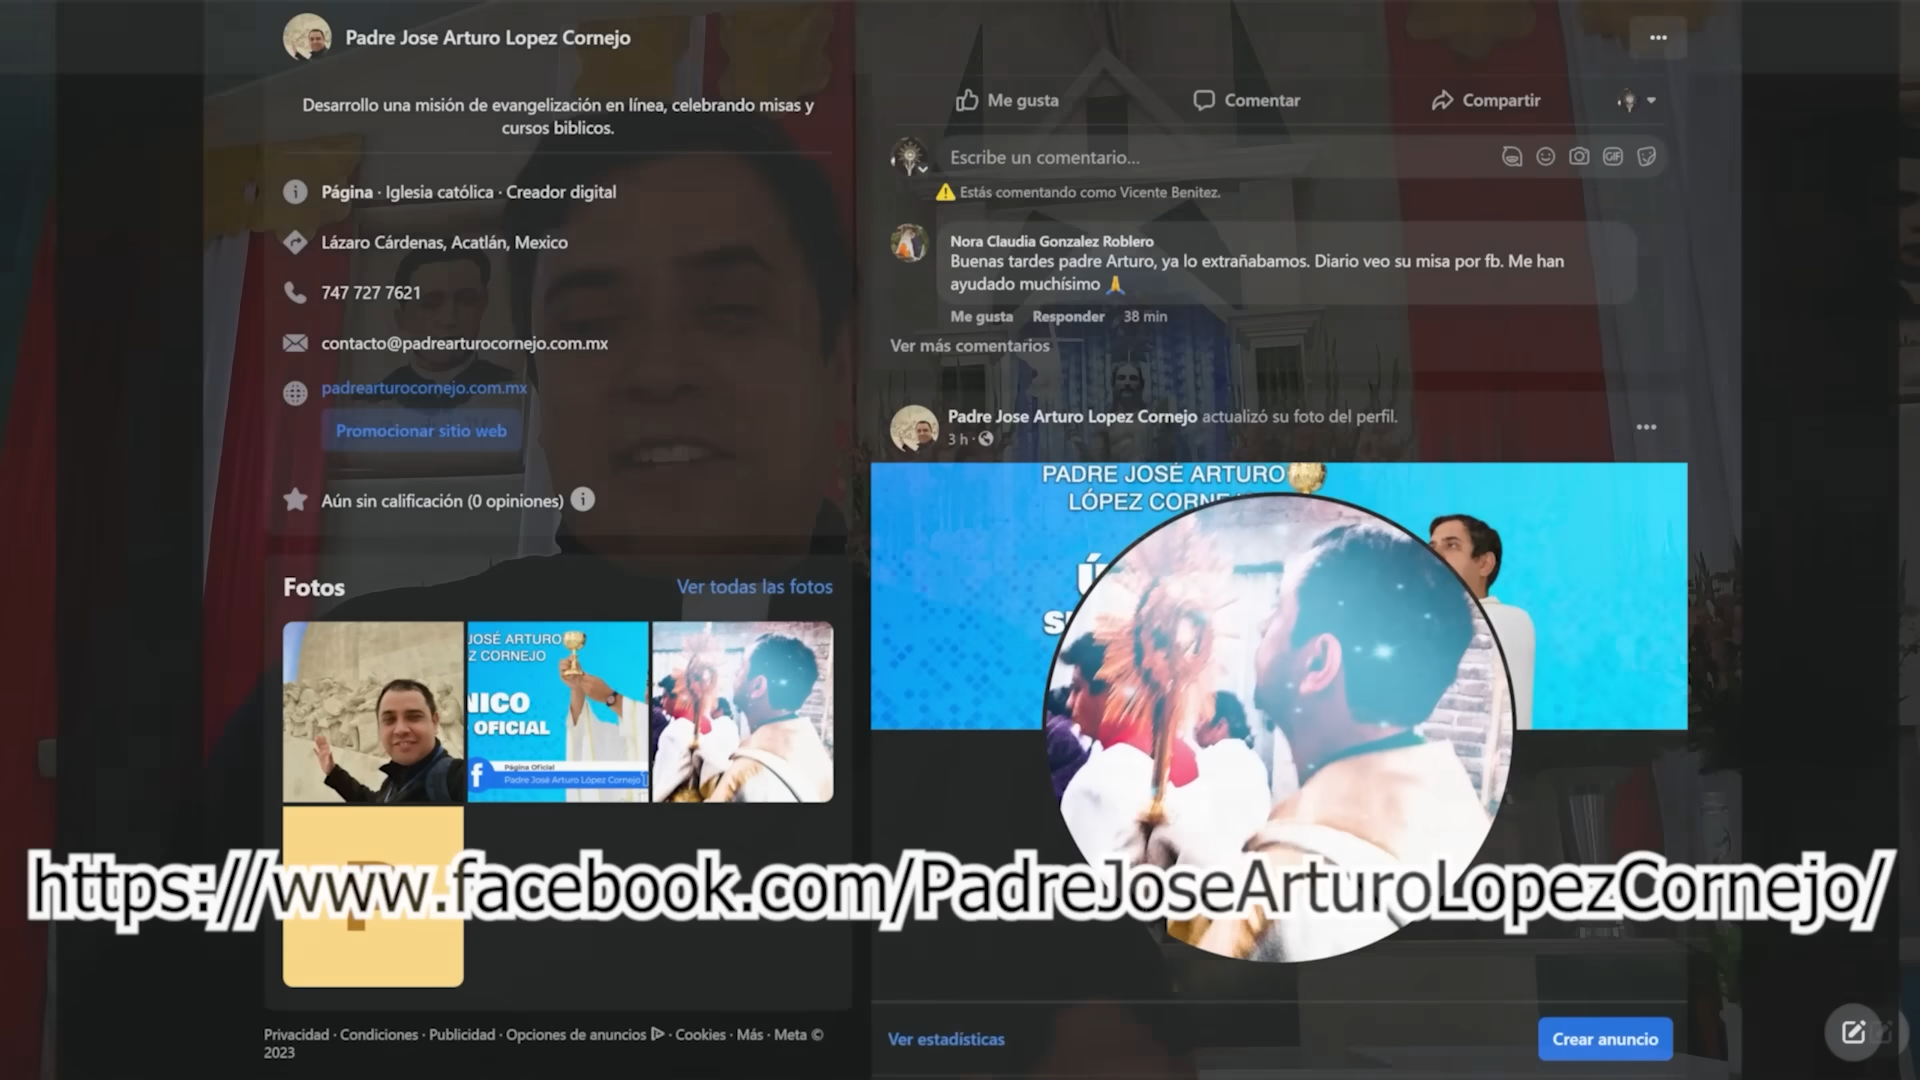 Padre Jose Arturo Lopez Cornejo
Desarrollo una misión de evangelización en línea, celebrando misas y
cursos biblicos.
Página · Iglesia católica · Creador digital
Lázaro Cárdenas, Acatlán, Mexico
747 727 7621
contacto@padrearturocornejo.com.mx
padrearturocornejo.com.mx
Promocionar sitio web
Aún sin calificación (0 opiniones)
Fotos
Ver todas las fotos
JOSÉ ARTURO
Z CORNEJO
NICO
OFICIAL
Página Oficial
Padre José Arturo López Cornejo
P
Privacidad · Condiciones · Publicidad · Opciones de anuncios · Cookies · Más · Meta ©
2023
Me gusta Comentar Compartir
Escribe un comentario...
GIF
Estás comentando como Vicente Benitez.
Nora Claudia Gonzalez Roblero
Buenas tardes padre Arturo, ya lo extrañabamos. Diario veo su misa por fb. Me han
ayudado muchísimo 🙏
Me gusta Responder 38 min
Ver más comentarios
Padre Jose Arturo Lopez Cornejo actualizó su foto del perfil.
3 h ·
PADRE JOSÉ ARTURO
LÓPEZ CORNE
https:///www.facebook.com/PadreJoseArturoLopezCornejo/
Ver estadísticas
Crear anuncio